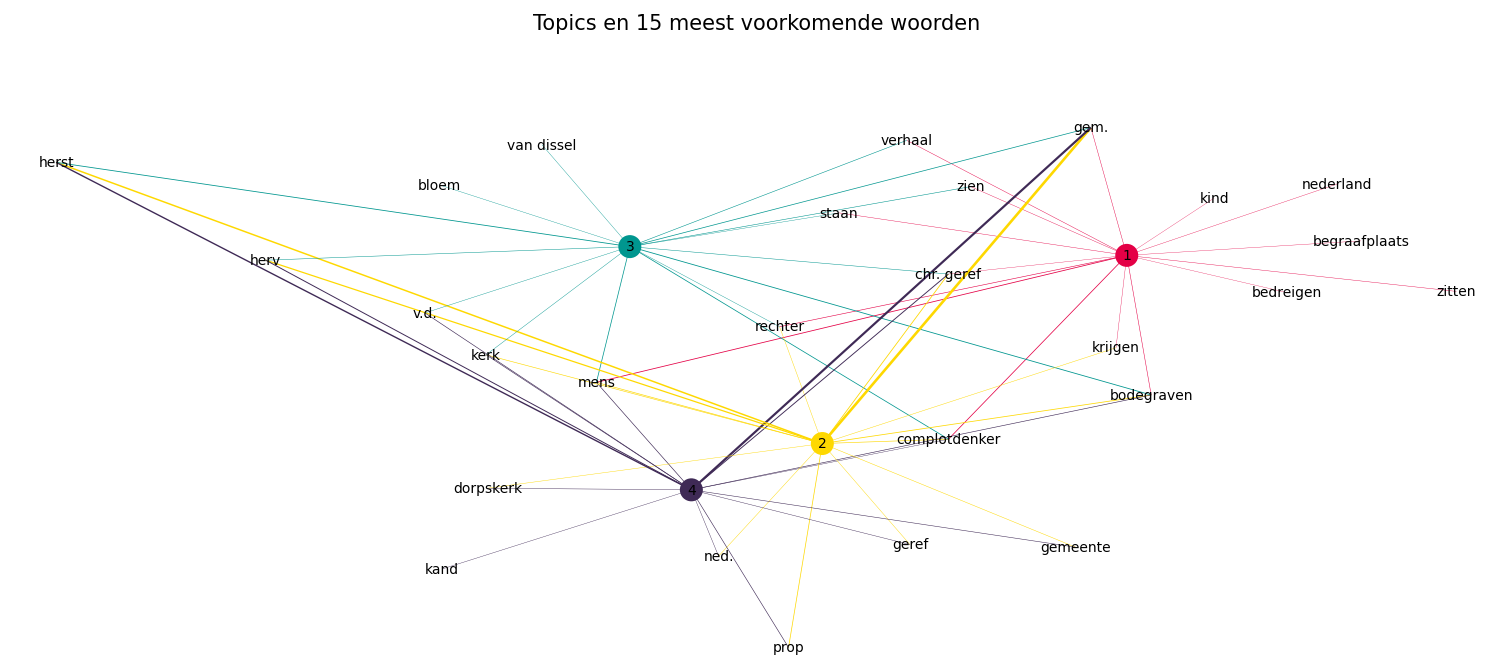 Topics en 15 meest voorkomende woorden
gem.
verhaal
van dissel
herst
nederland
bloem
zien
kind
staan
begraafplaats
3
1
herv
chr. geref
zitten
bedreigen
v.d.
rechter
krijgen
kerk
mens
bodegraven
complotdenker
2
dorpskerk
4
geref
gemeente
ned.
kand
prop